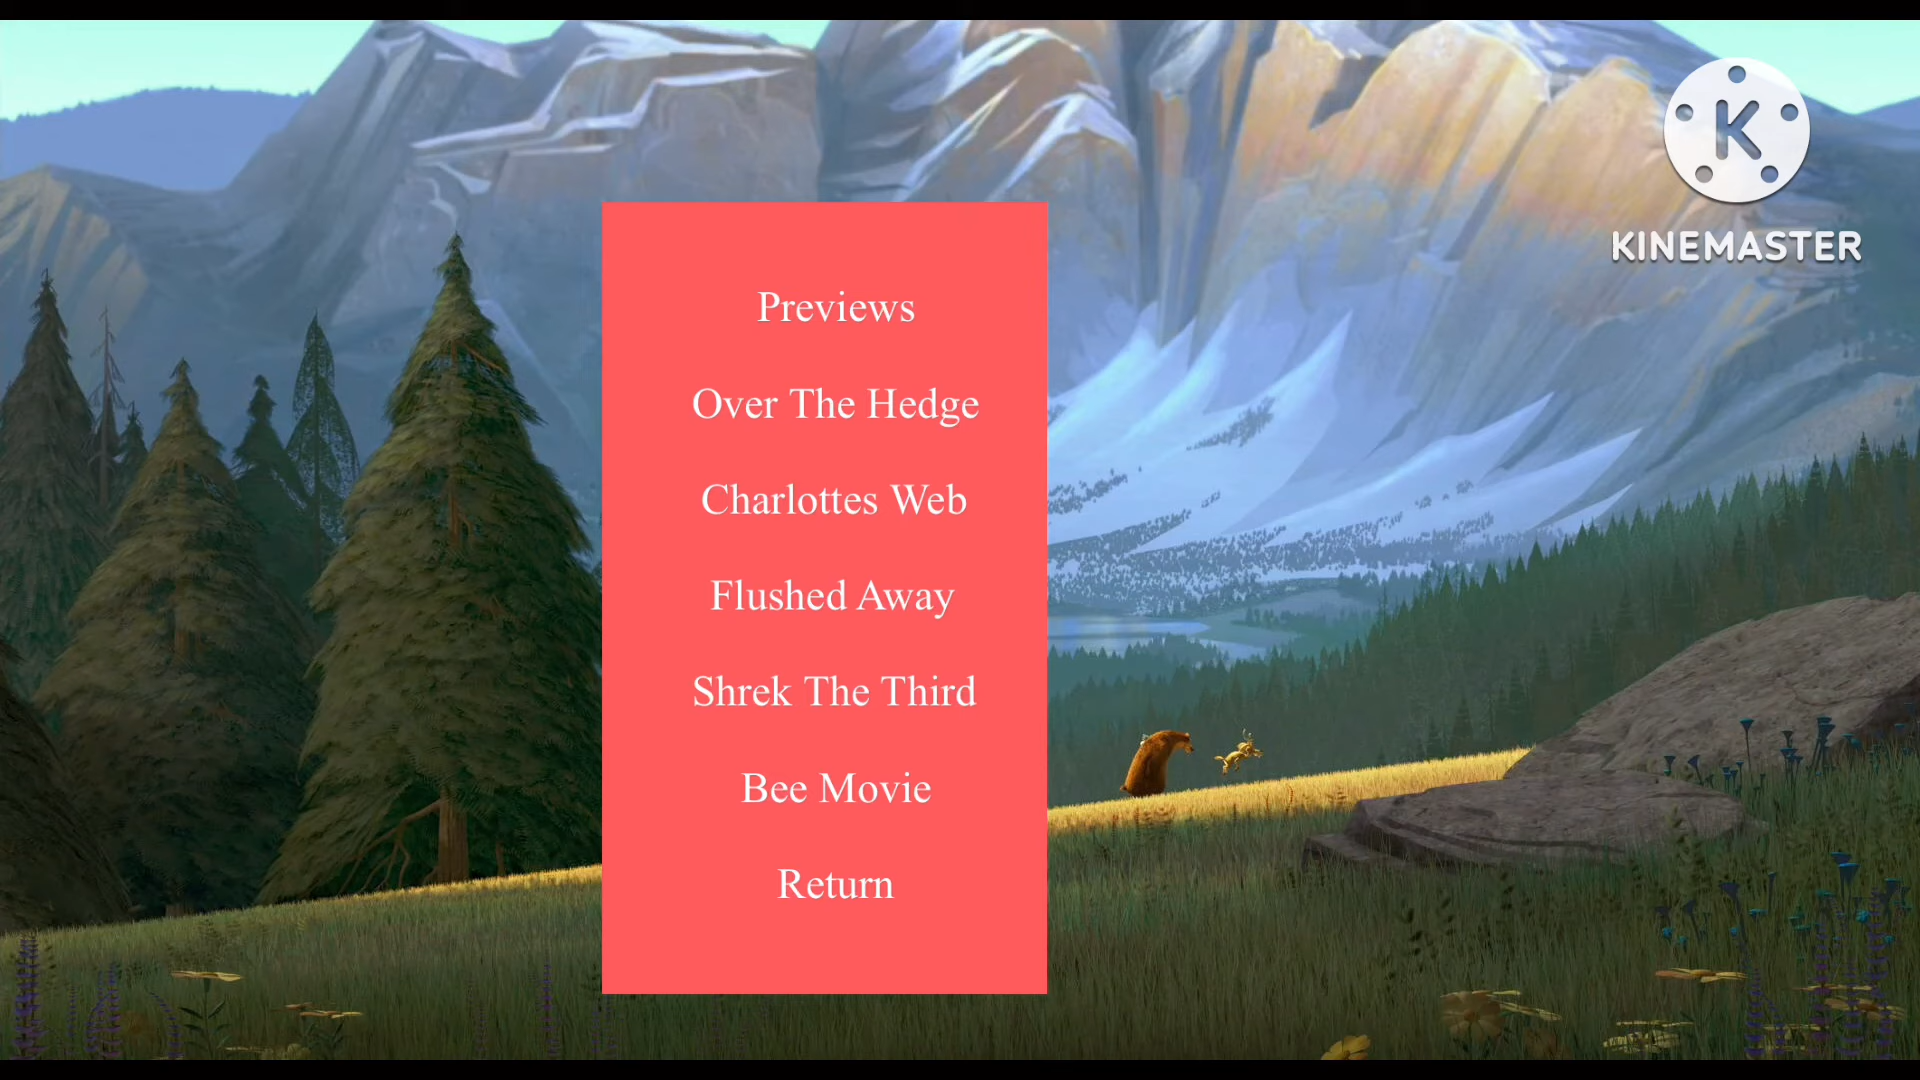 K
KINEMASTER
Previews
Over The Hedge
Charlottes Web
Flushed Away
Shrek The Third
Bee Movie
Return